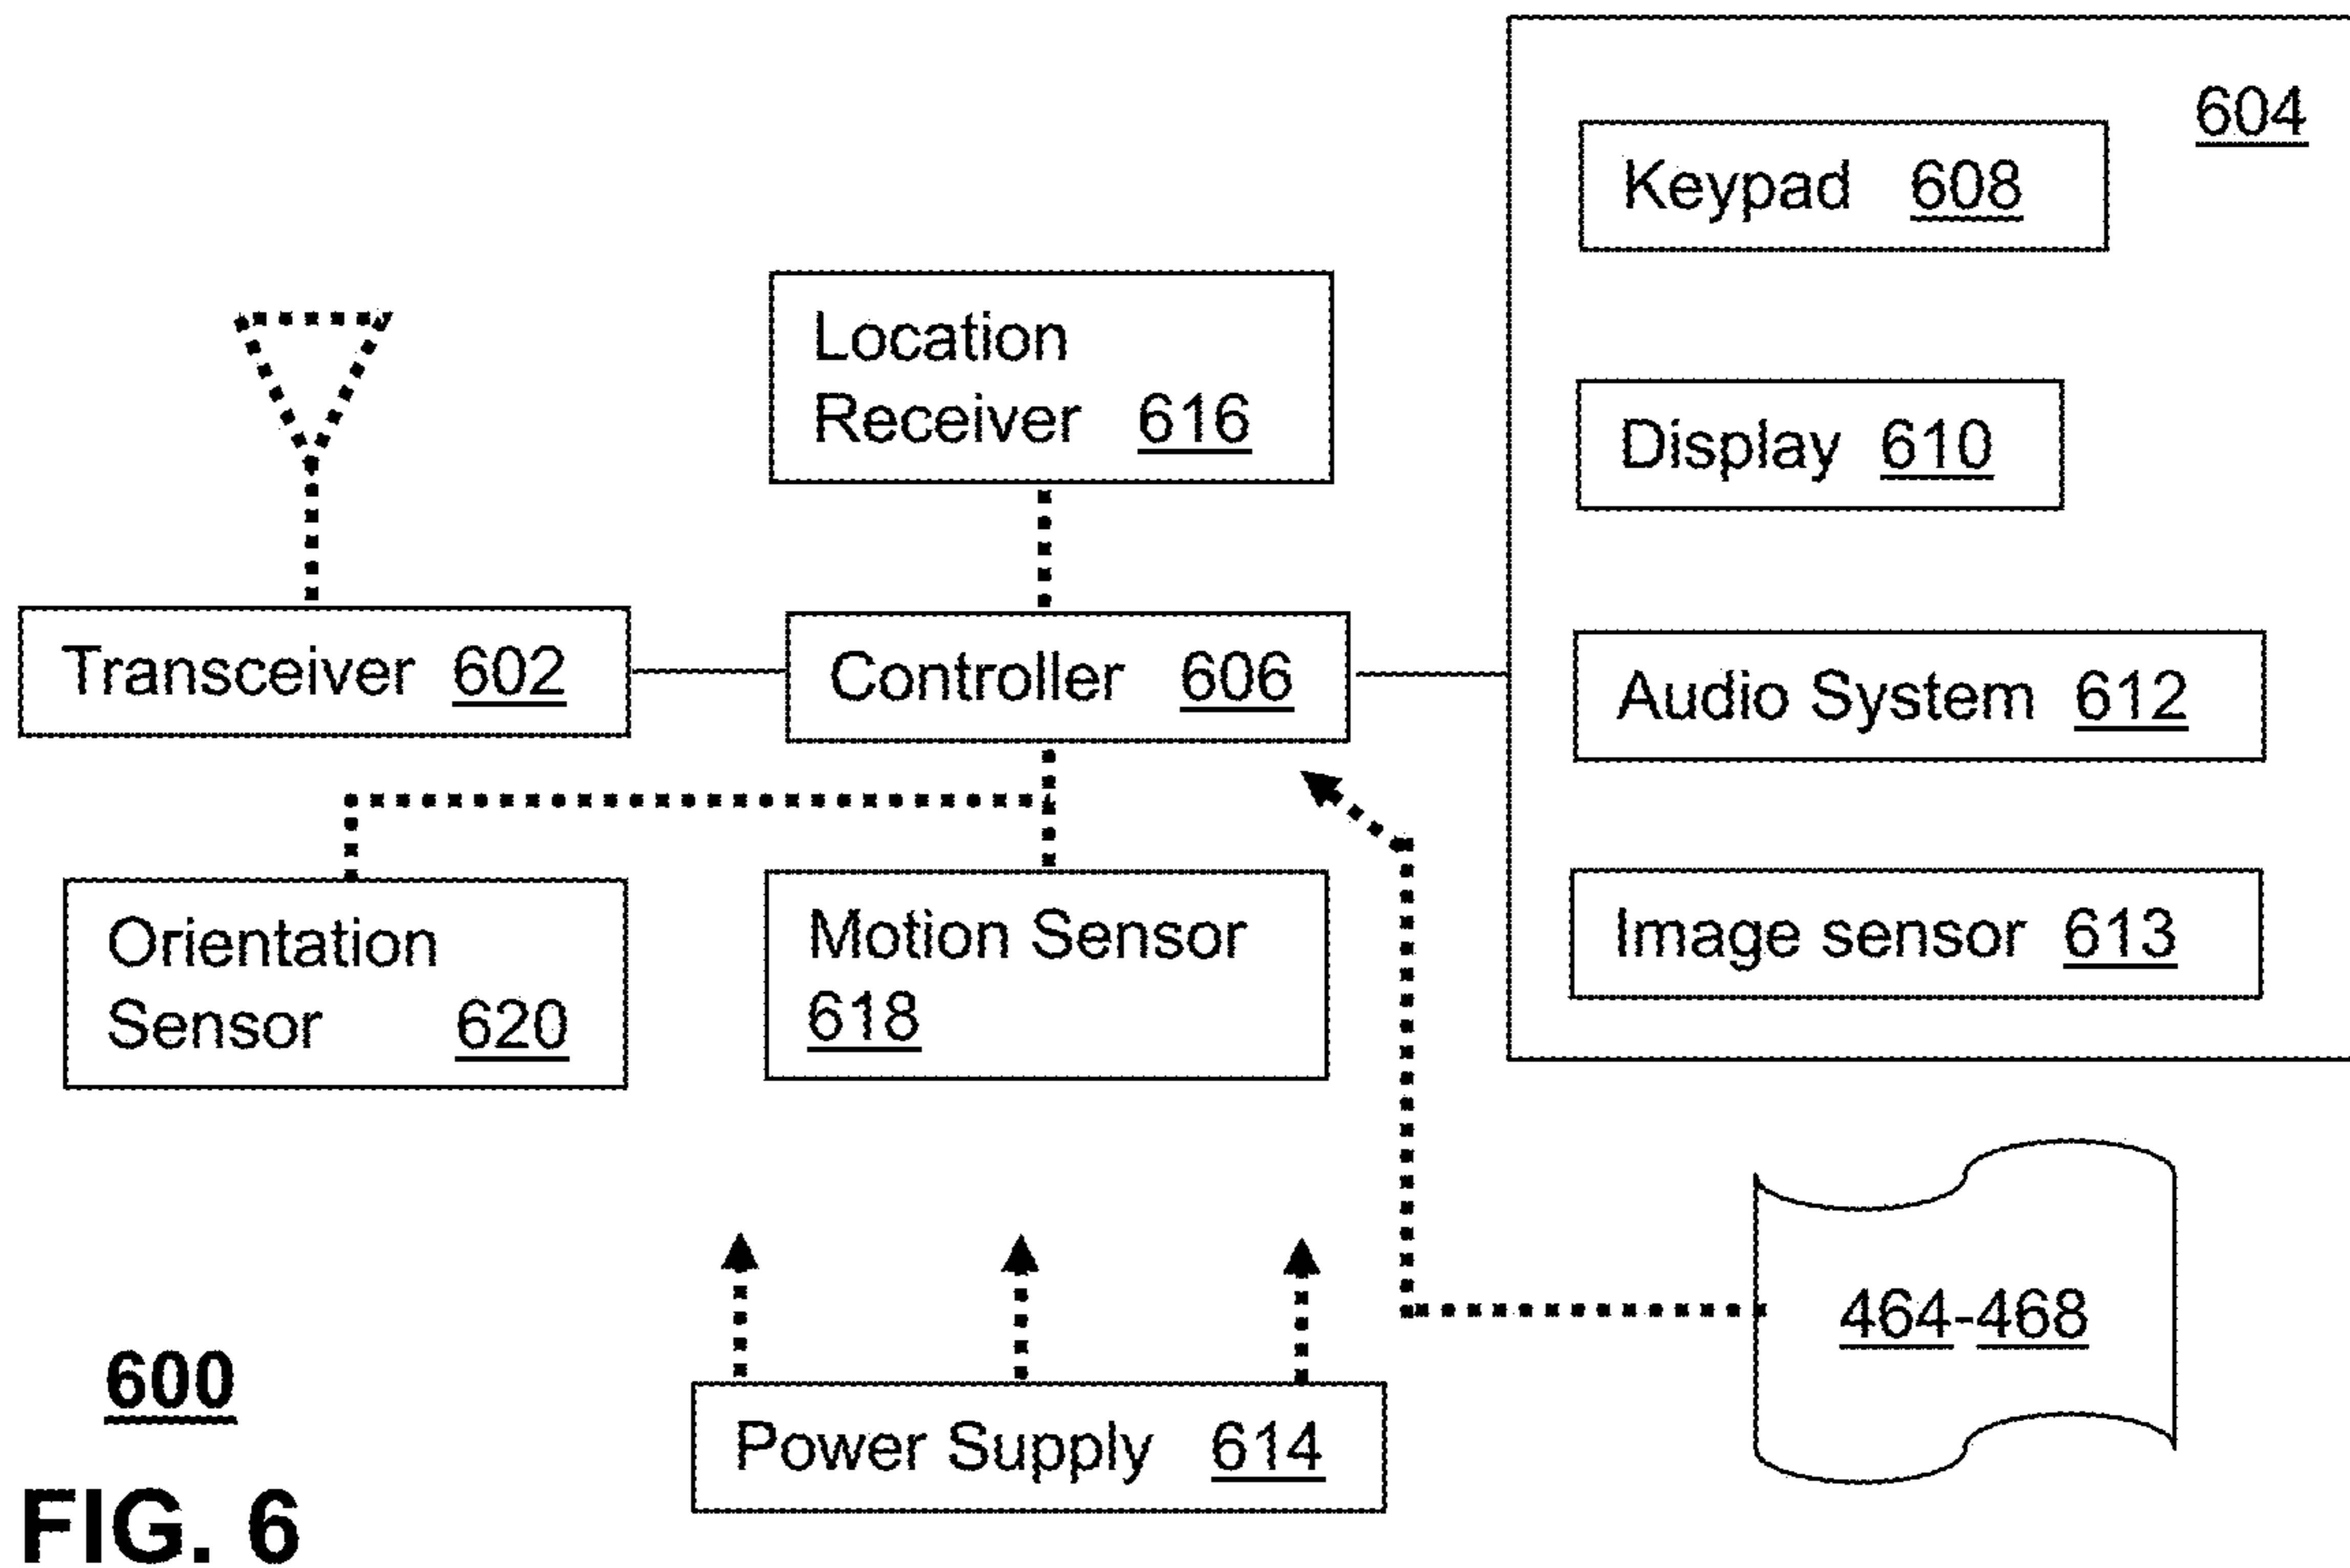 604
Keypad 608
Location
Receiver 616
Display 610
Transceiver 602
Controller 606
Audio System 612
Orientation
Sensor 620
Motion Sensor
618
Image sensor 613
464-468
600
Power Supply 614
FIG. 6